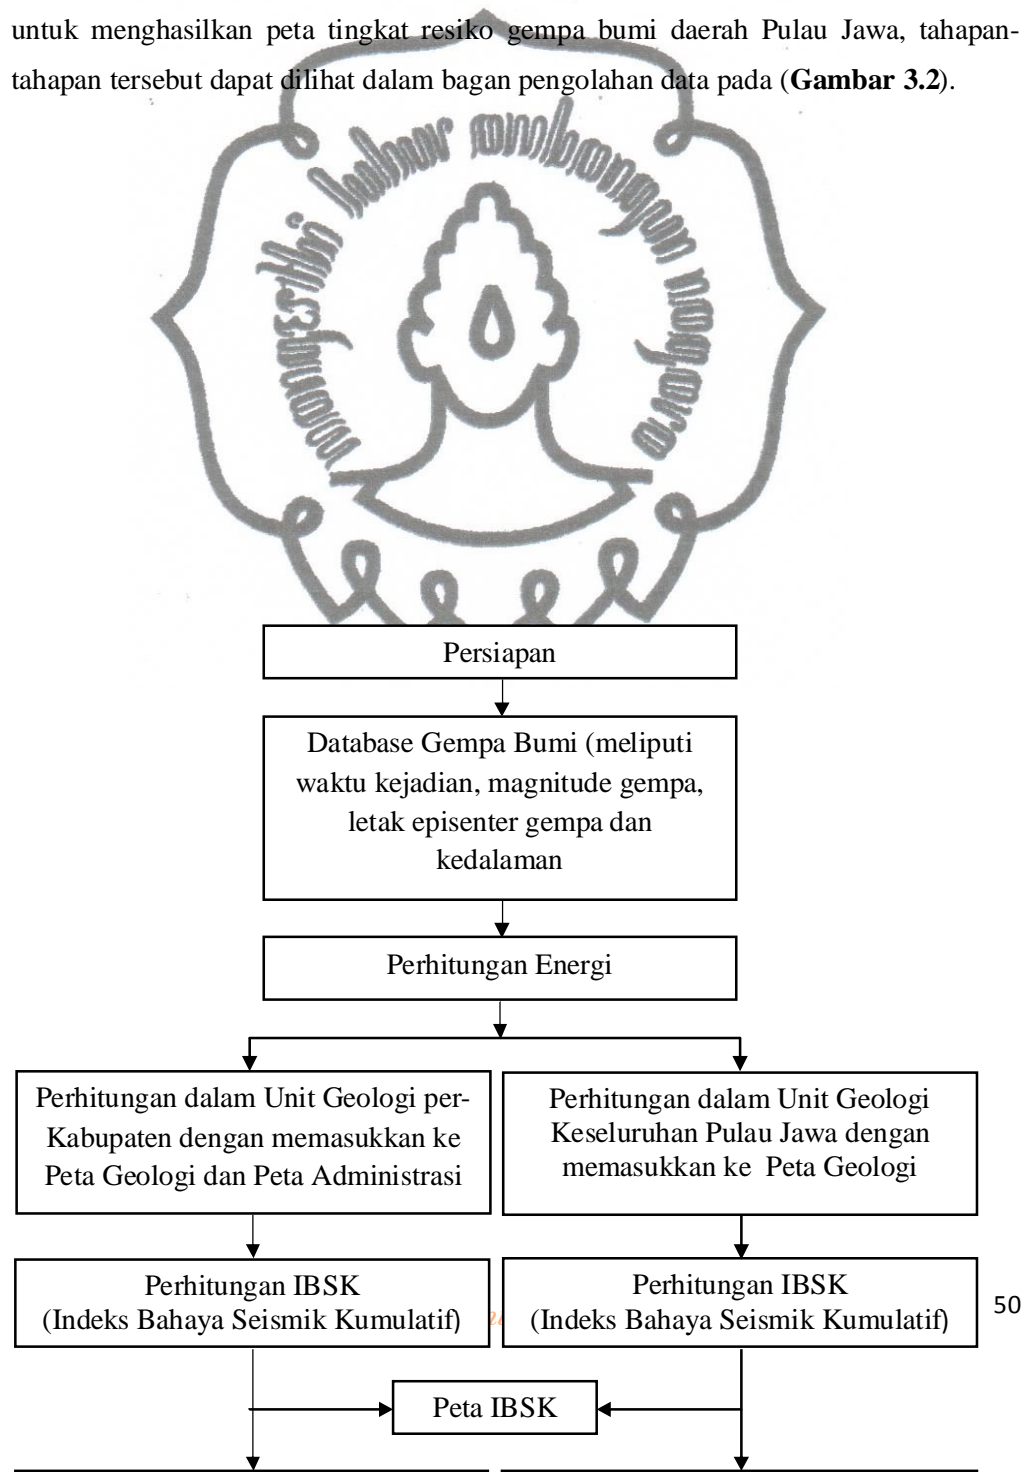 untuk menghasilkan peta tingkat resiko gempa bumi daerah Pulau Jawa, tahapan-
tahapan tersebut dapat dilihat dalam bagan pengolahan data pada (Gambar 3.2).
Persiapan
Database Gempa Bumi (meliputi
waktu kejadian, magnitude gempa,
letak episenter gempa dan
kedalaman
Perhitungan Energi
Perhitungan dalam Unit Geologi per-
Kabupaten dengan memasukkan ke
Peta Geologi dan Peta Administrasi
Perhitungan dalam Unit Geologi
Keseluruhan Pulau Jawa dengan
memasukkan ke Peta Geologi
Perhitungan IBSK
(Indeks Bahaya Seismik Kumulatif)
Perhitungan IBSK
(Indeks Bahaya Seismik Kumulatif)
50
Peta IBSK